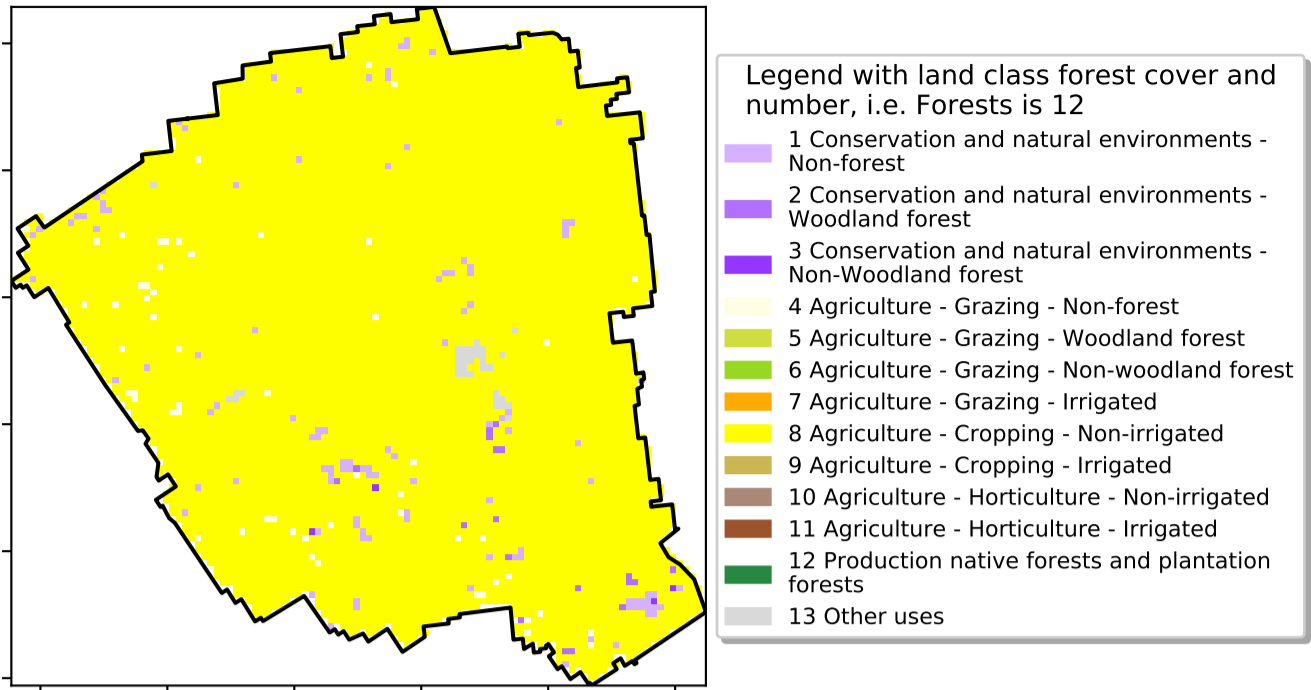 Legend with land class forest cover and
number, i.e. Forests is 12
1 Conservation and natural environments -
Non-forest
2 Conservation and natural environments -
Woodland forest
3 Conservation and natural environments -
Non-Woodland forest
4 Agriculture - Grazing - Non-forest
5 Agriculture - Grazing - Woodland forest
6 Agriculture - Grazing - Non-woodland forest
7 Agriculture - Grazing - Irrigated
8 Agriculture - Cropping - Non-irrigated
9 Agriculture - Cropping - Irrigated
10 Agriculture - Horticulture - Non-irrigated
11 Agriculture - Horticulture - Irrigated
12 Production native forests and plantation
forests
13 Other uses